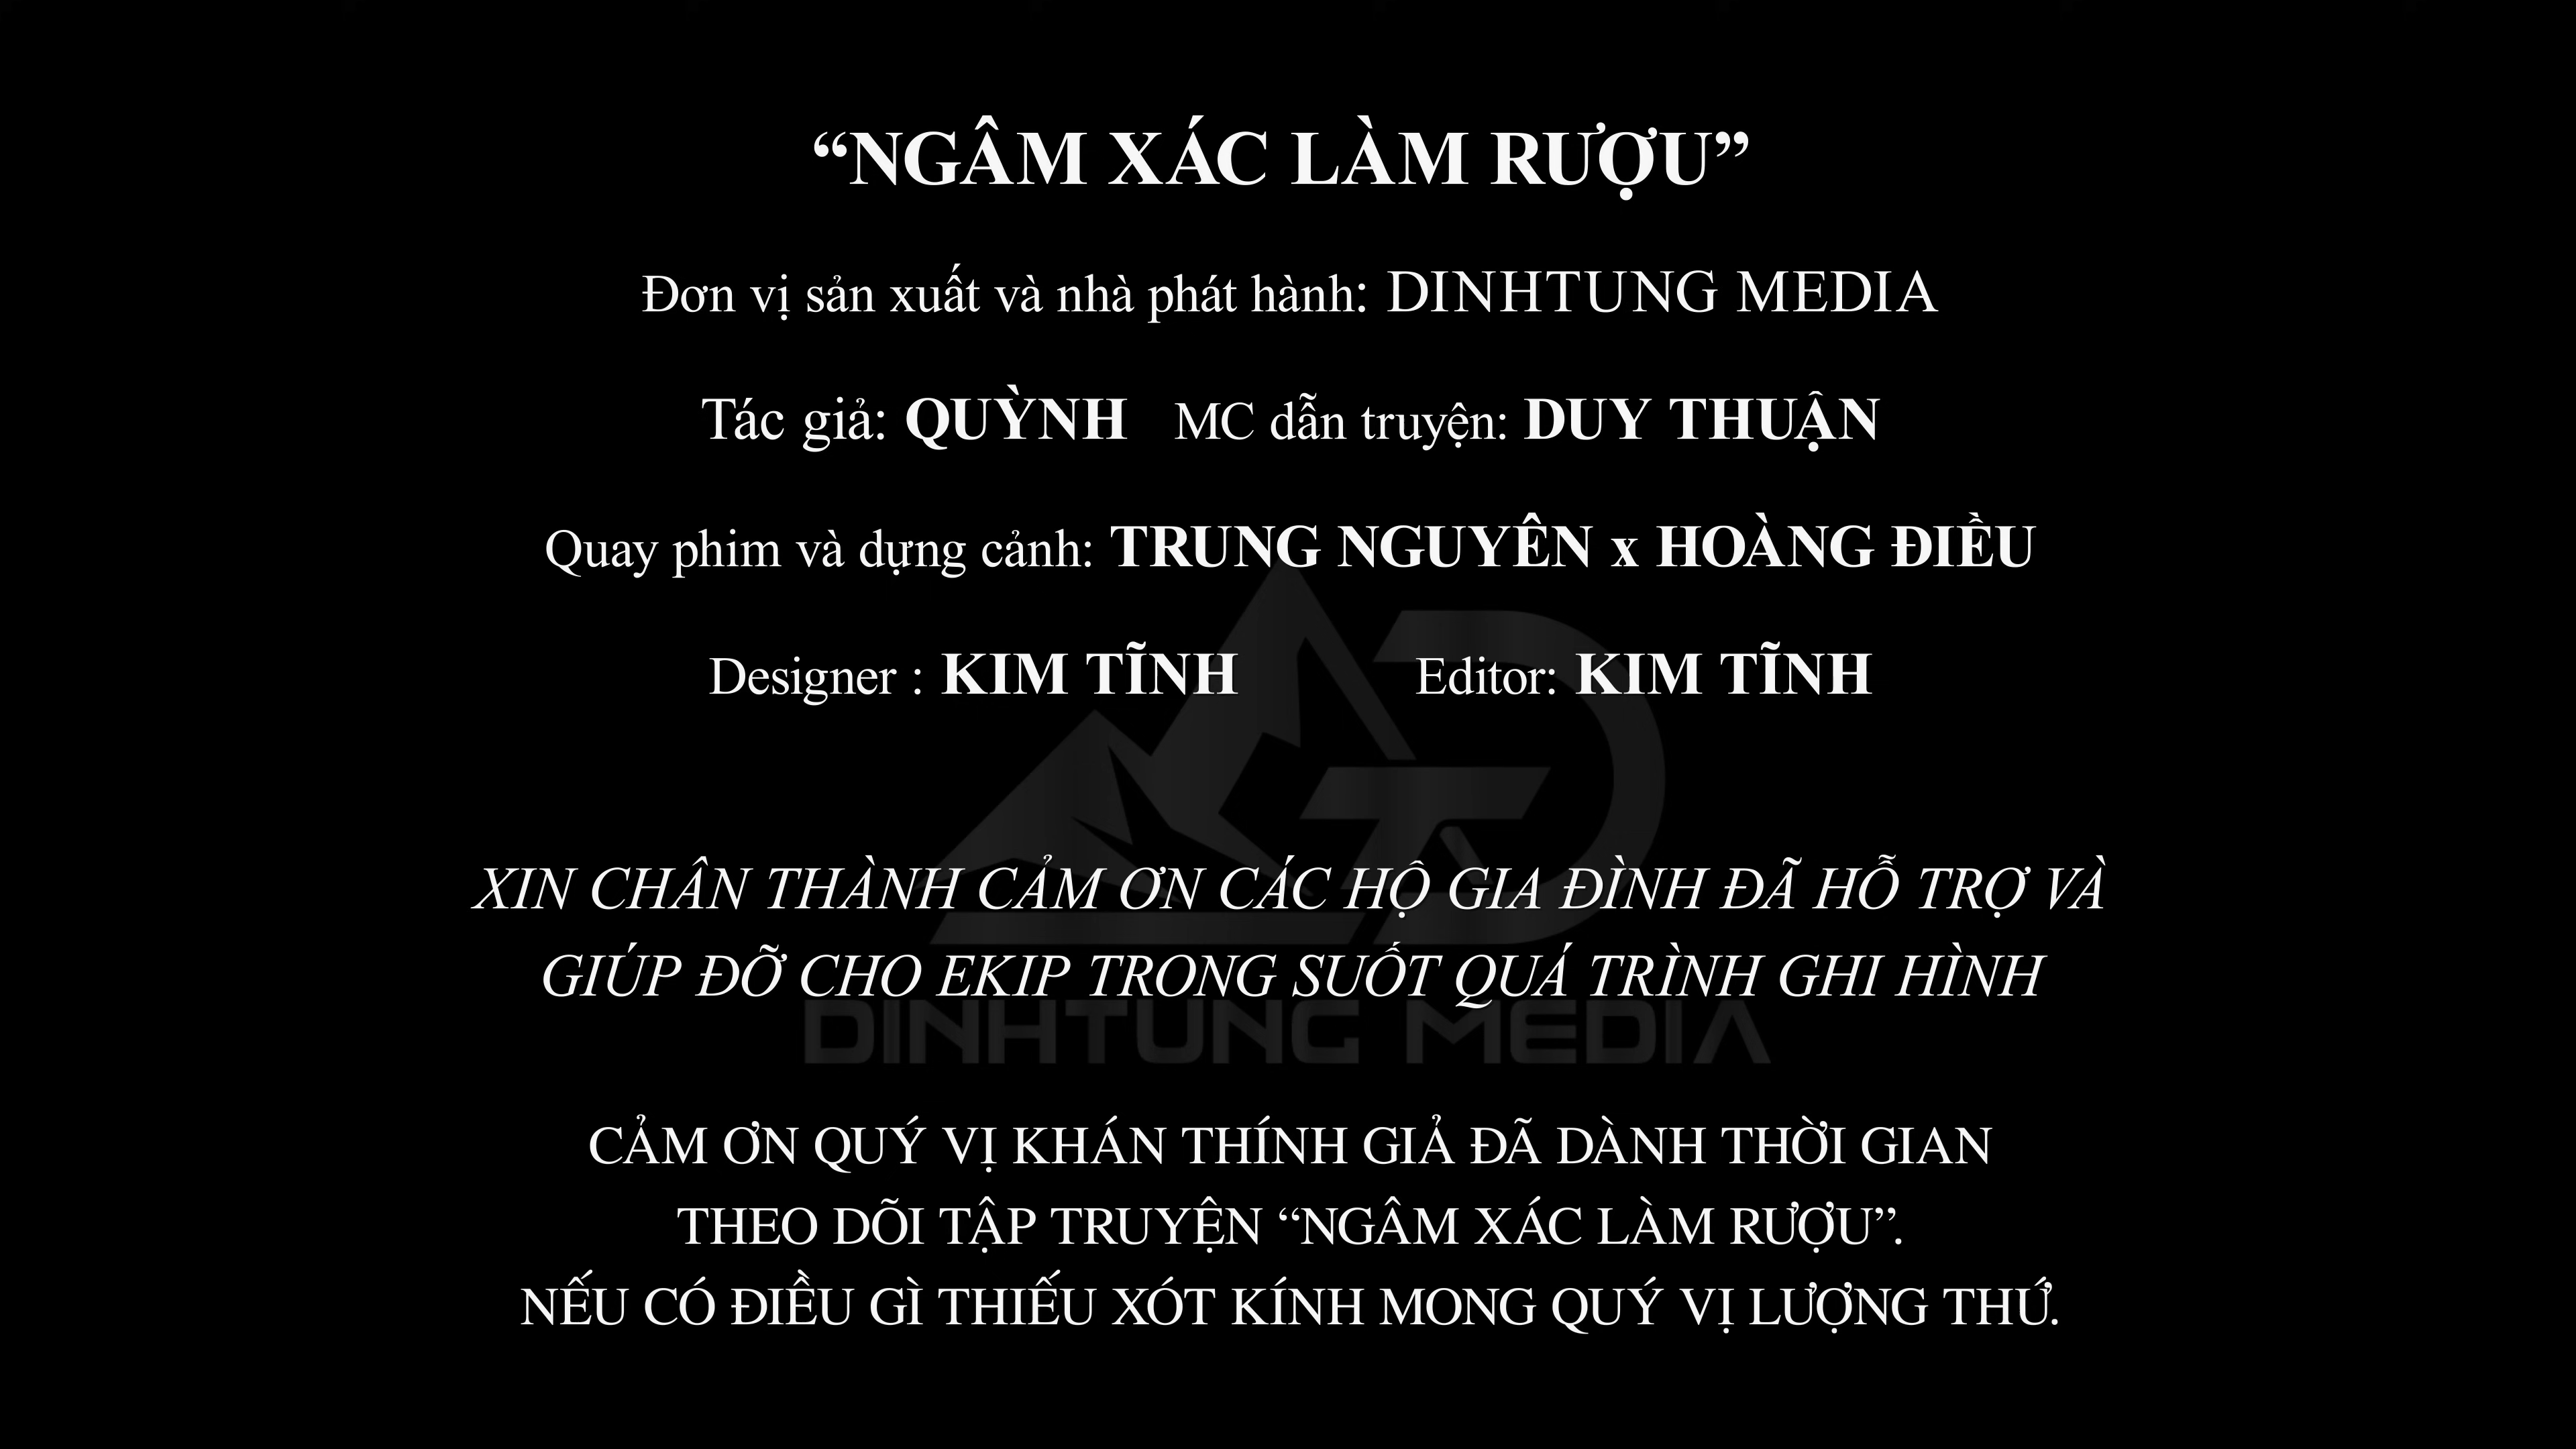 “NGÂM XÁC LÀM RƯỢU”
Đơn vị sản xuất và nhà phát hành: DINHTUNG MEDIA
Tác giả: QUỲNH MC dẫn truyện: DUY THUẬN
Quay phim và dựng cảnh: TRUNG NGUYÊN x HOÀNG ĐIỀU
Designer : KIM TĨNH Editor: KIM TĨNH
XIN CHÂN THÀNH CẢM ƠN CÁC HỘ GIA ĐÌNH ĐÃ HỖ TRỢ VÀ
GIÚP ĐỠ CHO EKIP TRONG SUỐT QUÁ TRÌNH GHI HÌNH
DINHTUNG MEDIA
CẢM ƠN QUÝ VỊ KHÁN THÍNH GIẢ ĐÃ DÀNH THỜI GIAN
THEO DÕI TẬP TRUYỆN “NGÂM XÁC LÀM RƯỢU”.
NẾU CÓ ĐIỀU GÌ THIẾU XÓT KÍNH MONG QUÝ VỊ LƯỢNG THỨ.